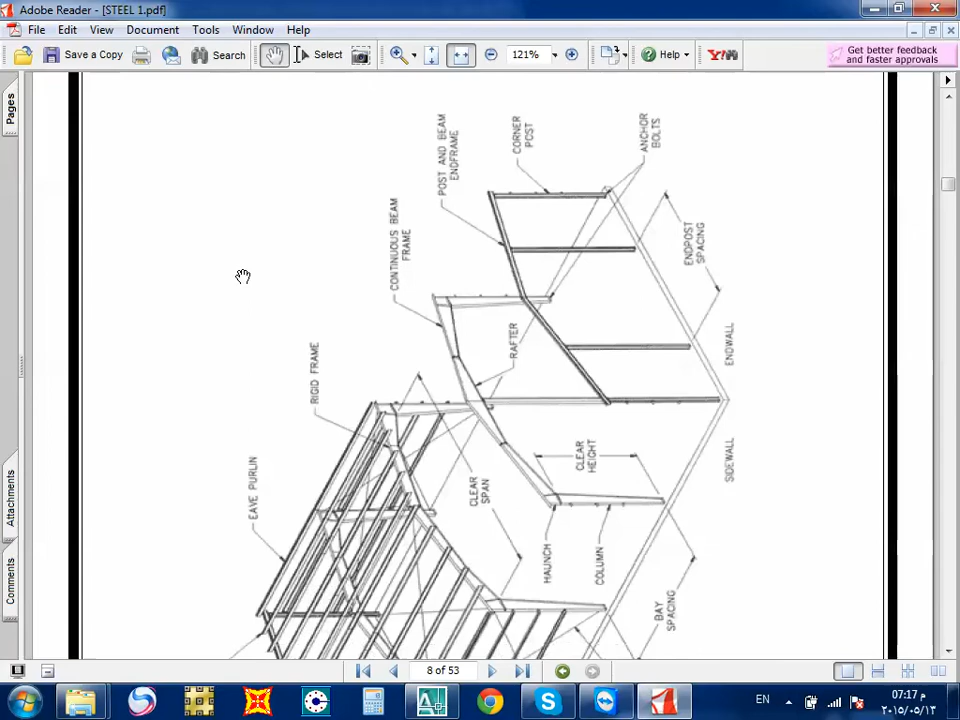 Adobe Reader - [STEEL 1.pdf]
File Edit View Document Tools Window Help
Save a Copy
Search
Select
121%
Help
Y!
Get better feedback
and faster approvals
Pages
Attachments
Comments
POST AND BEAM
ENDFRAME
CORNER
POST
ANCHOR
BOLTS
CONTINUOUS BEAM
FRAME
ENDPOST
SPACING
RIGID FRAME
RAFTER
ENDWALL
EAVE PURLIN
CLEAR
SPAN
CLEAR
HEIGHT
SIDEWALL
HAUNCH
COLUMN
BAY
SPACING
8 of 53
EN
07:17 م
٢٠١٥/٠٥/١٣